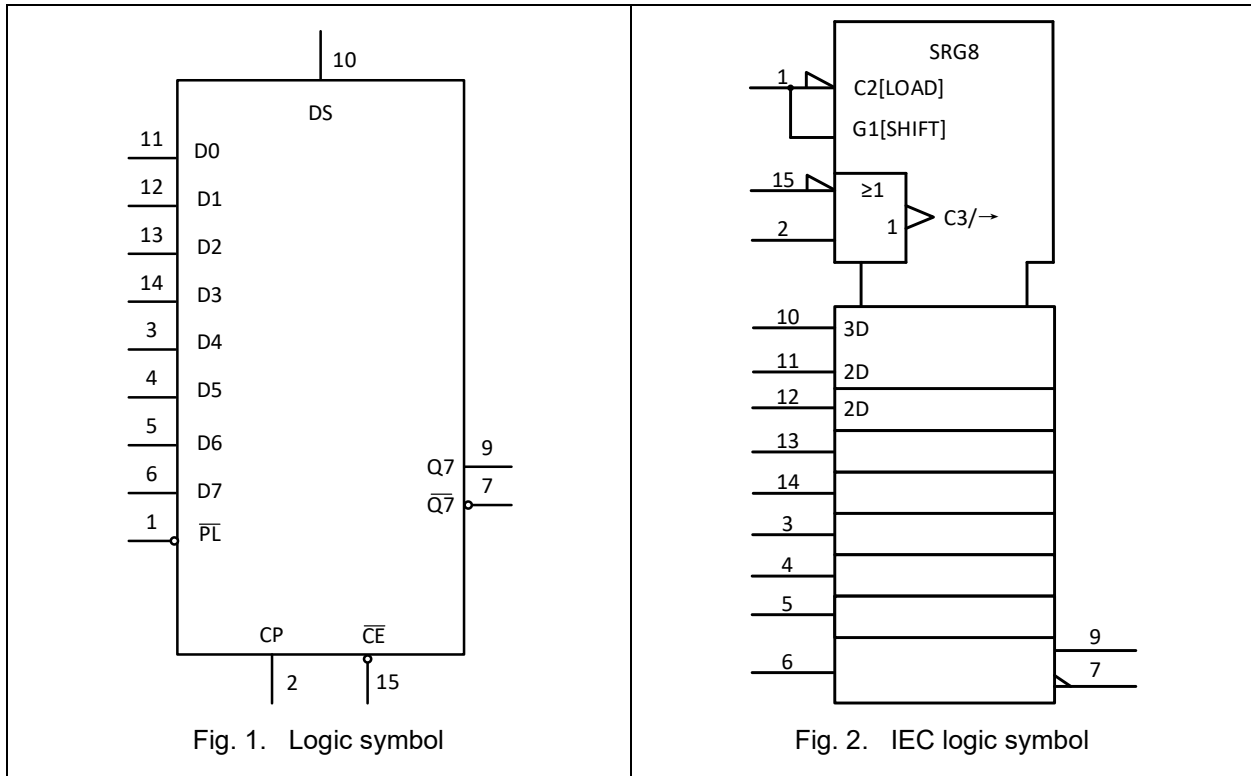 10
DS
11 D0
12 D1
13 D2
14 D3
3 D4
4 D5
5 D6
6 D7
1 P̅L̅
Q7 9
Q̅7̅ 7
CP C̅E̅
2 15
Fig. 1. Logic symbol
SRG8
1 C2[LOAD]
G1[SHIFT]
15 ≥1
2 1 C3/→
10 3D
11 2D
12 2D
13
14
3
4
5
9
6 7
Fig. 2. IEC logic symbol